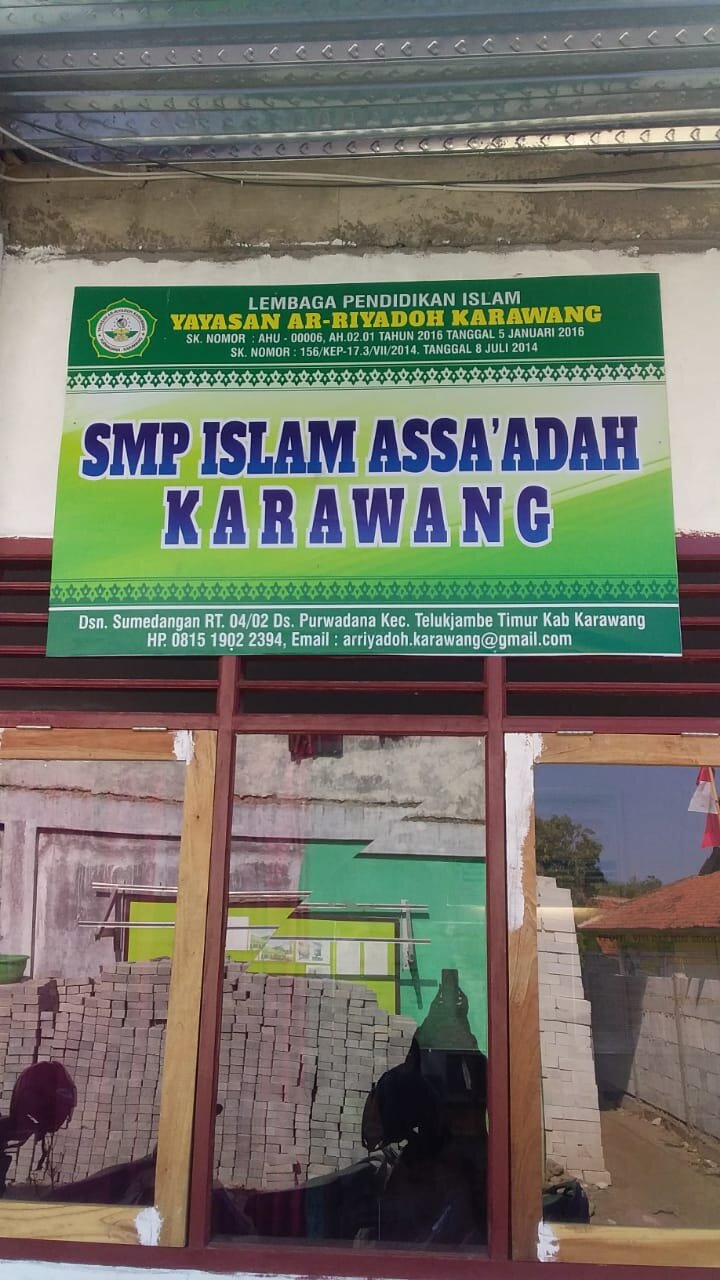 LEMBAGA PENDIDIKAN ISLAM
YAYASAN AR-RIYADOH KARAWANG
SK. NOMOR : AHU - 00006, AH.02.01 TAHUN 2016 TANGGAL 5 JANUARI 2016
SK. NOMOR : 156/KEP-17.3/VII/2014. TANGGAL 8 JULI 2014
SMP ISLAM ASSA'ADAH
KARAWANG
Dsn. Sumedangan RT. 04/02 Ds. Purwadana Kec. Telukjambe Timur Kab Karawang
HP. 0815 1902 2394, Email : arriyadoh.karawang@gmail.com